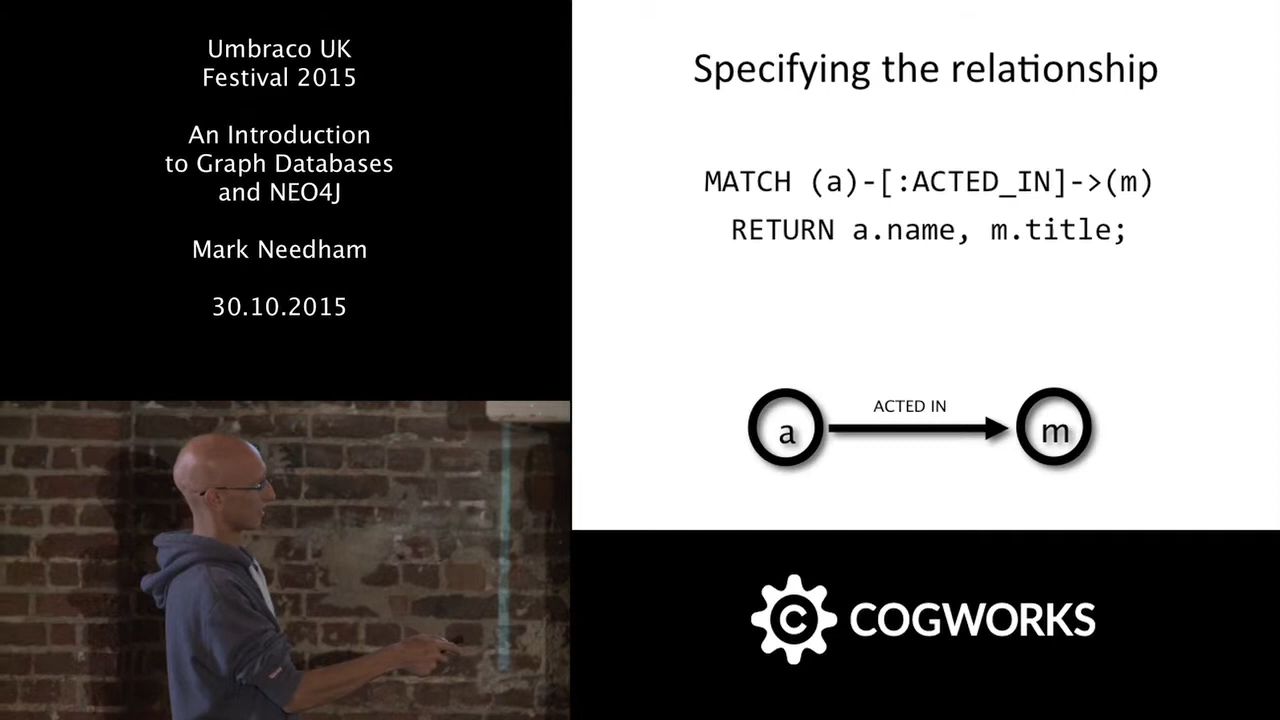 Umbraco UK
Festival 2015
An Introduction
to Graph Databases
and NEO4J
Mark Needham
30.10.2015
Specifying the relationship
MATCH (a)-[:ACTED_IN]->(m)
RETURN a.name, m.title;
ACTED IN
a
m
C COGWORKS